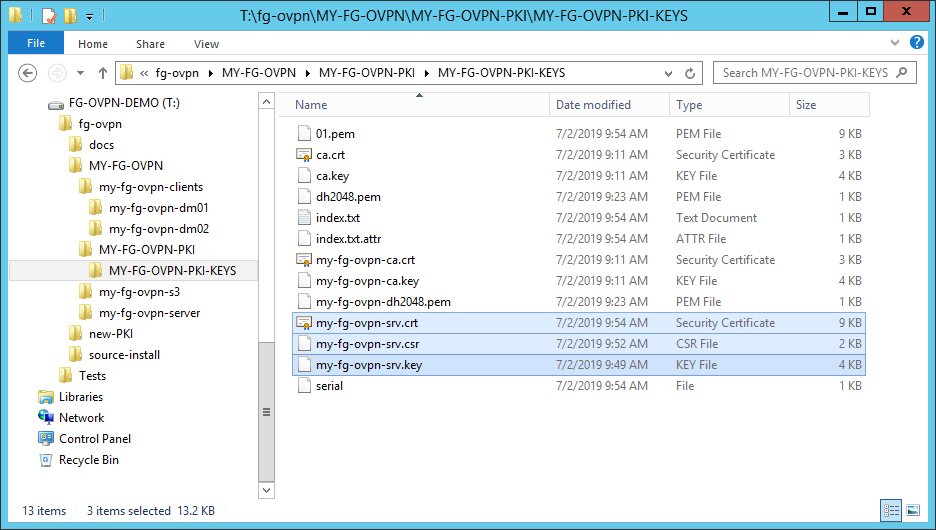 T:\fg-ovpn\MY-FG-OVPN\MY-FG-OVPN-PKI\MY-FG-OVPN-PKI-KEYS
File Home Share View
« fg-ovpn MY-FG-OVPN MY-FG-OVPN-PKI MY-FG-OVPN-PKI-KEYS Search MY-FG-OVPN-PKI-KEYS
FG-OVPN-DEMO (T:)
fg-ovpn
docs
MY-FG-OVPN
my-fg-ovpn-clients
my-fg-ovpn-dm01
my-fg-ovpn-dm02
MY-FG-OVPN-PKI
MY-FG-OVPN-PKI-KEYS
my-fg-ovpn-s3
my-fg-ovpn-server
new-PKI
source-install
Tests
Libraries
Network
Control Panel
Recycle Bin
Name Date modified Type Size
01.pem 7/2/2019 9:54 AM PEM File 9 KB
ca.crt 7/2/2019 9:11 AM Security Certificate 3 KB
ca.key 7/2/2019 9:11 AM KEY File 4 KB
dh2048.pem 7/2/2019 9:23 AM PEM File 1 KB
index.txt 7/2/2019 9:54 AM Text Document 1 KB
index.txt.attr 7/2/2019 9:54 AM ATTR File 1 KB
my-fg-ovpn-ca.crt 7/2/2019 9:11 AM Security Certificate 3 KB
my-fg-ovpn-ca.key 7/2/2019 9:11 AM KEY File 4 KB
my-fg-ovpn-dh2048.pem 7/2/2019 9:23 AM PEM File 1 KB
my-fg-ovpn-srv.crt 7/2/2019 9:54 AM Security Certificate 9 KB
my-fg-ovpn-srv.csr 7/2/2019 9:52 AM CSR File 2 KB
my-fg-ovpn-srv.key 7/2/2019 9:49 AM KEY File 4 KB
serial 7/2/2019 9:54 AM File 1 KB
13 items 3 items selected 13.2 KB